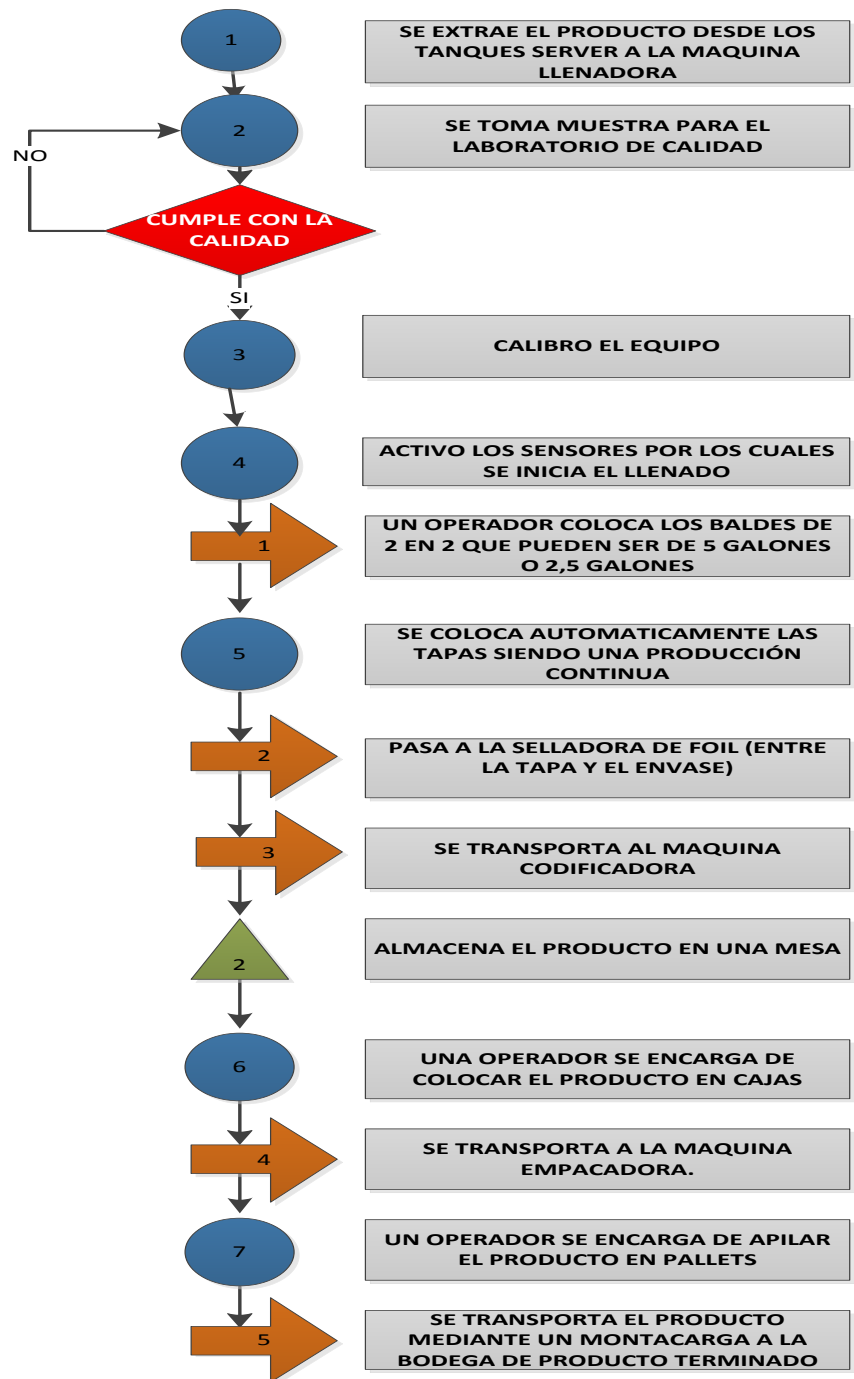 1
SE EXTRAE EL PRODUCTO DESDE LOS
TANQUES SERVER A LA MAQUINA
LLENADORA
2
SE TOMA MUESTRA PARA EL
LABORATORIO DE CALIDAD
NO
CUMPLE CON LA
CALIDAD
SI
3
CALIBRO EL EQUIPO
4
ACTIVO LOS SENSORES POR LOS CUALES
SE INICIA EL LLENADO
1
UN OPERADOR COLOCA LOS BALDES DE
2 EN 2 QUE PUEDEN SER DE 5 GALONES
O 2,5 GALONES
5
SE COLOCA AUTOMATICAMENTE LAS
TAPAS SIENDO UNA PRODUCCIÓN
CONTINUA
2
PASA A LA SELLADORA DE FOIL (ENTRE
LA TAPA Y EL ENVASE)
3
SE TRANSPORTA AL MAQUINA
CODIFICADORA
2
ALMACENA EL PRODUCTO EN UNA MESA
6
UNA OPERADOR SE ENCARGA DE
COLOCAR EL PRODUCTO EN CAJAS
4
SE TRANSPORTA A LA MAQUINA
EMPACADORA.
7
UN OPERADOR SE ENCARGA DE APILAR
EL PRODUCTO EN PALLETS
5
SE TRANSPORTA EL PRODUCTO
MEDIANTE UN MONTACARGA A LA
BODEGA DE PRODUCTO TERMINADO